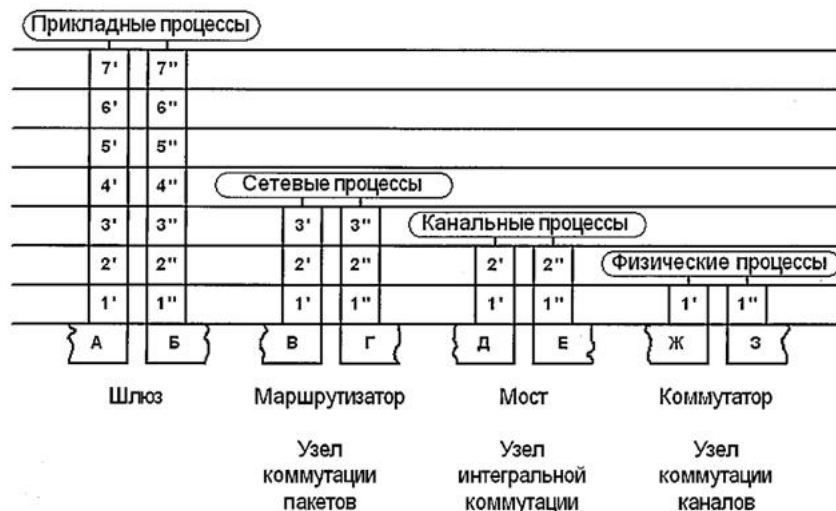 Прикладные процессы
7' 7"
6' 6"
5' 5"
4' 4" Сетевые процессы
3' 3" 3' 3" Канальные процессы
2' 2" 2' 2" 2' 2" Физические процессы
1' 1" 1' 1" 1' 1" 1' 1"
А Б В Г Д Е Ж З
Шлюз Маршрутизатор Мост Коммутатор
Узел Узел Узел
коммутации интегральной коммутации
пакетов коммутации каналов